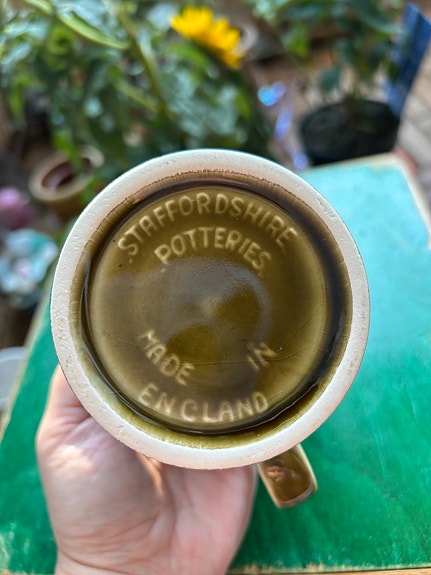 STAFFORDSHIRE
POTTERIES
MADE IN
ENGLAND